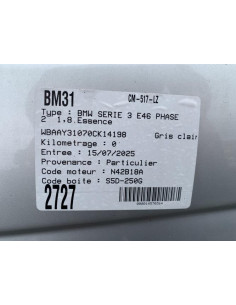 BM31 CM-517-LZ
Type : BMW SERIE 3 E46 PHASE
2 1.8.Essence
WBAAY31070CK14198 Gris clair
Kilometrage : 0
Entree : 15/07/2025
Provenance : Particulier
Code moteur : N42B18A
Code boite : S5D-250G
2727